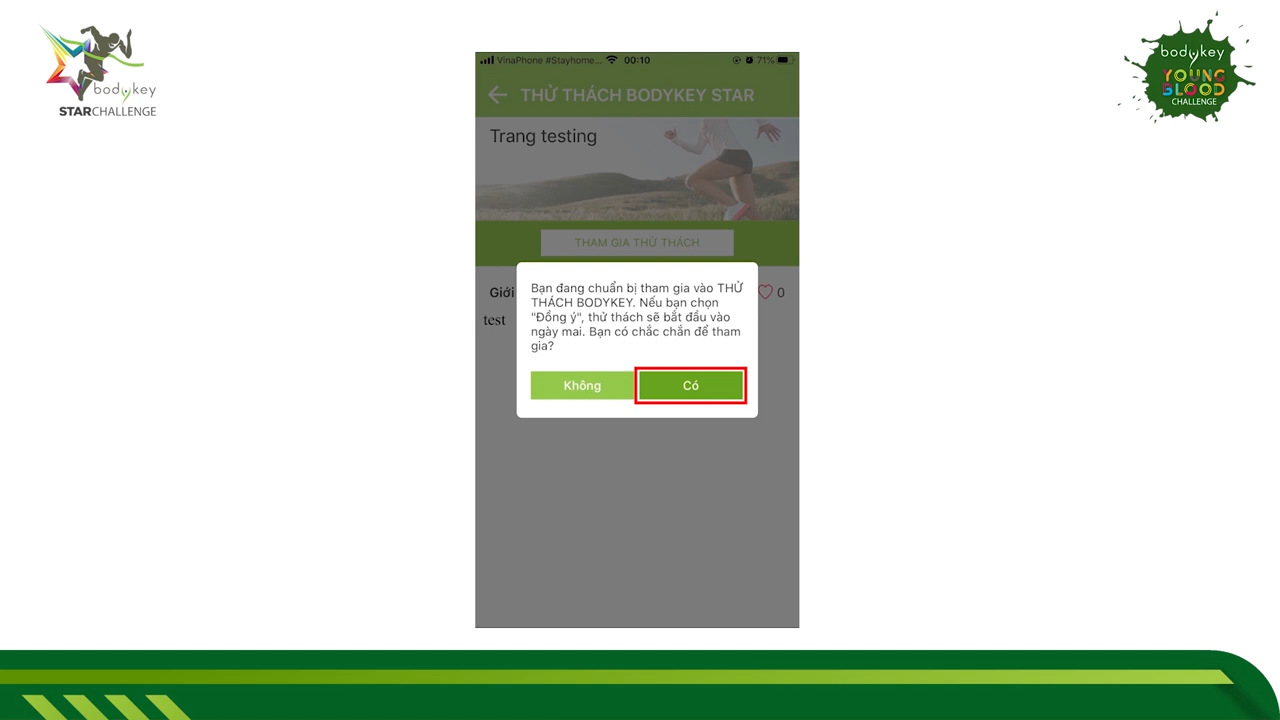 bodykey
STARCHALLENGE
bodykey
YOUNG
BLOOD
CHALLENGE
VinaPhone #Stayhome... 00:10 71%
THỬ THÁCH BODYKEY STAR
Trang testing
THAM GIA THỬ THÁCH
Giới 0
test
Bạn đang chuẩn bị tham gia vào THỬ
THÁCH BODYKEY. Nếu bạn chọn
"Đồng ý", thử thách sẽ bắt đầu vào
ngày mai. Bạn có chắc chắn để tham
gia?
Không Có